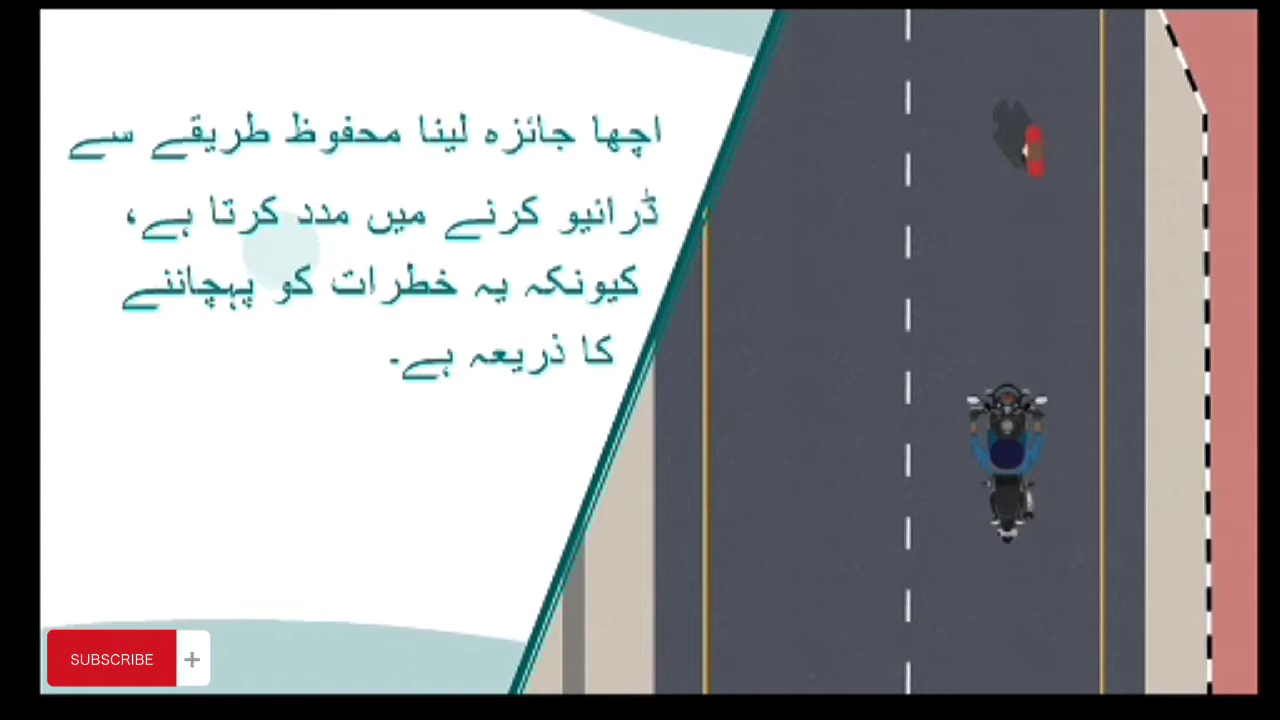 اچھا جائزہ لینا محفوظ طریقے سے
ڈرائیو کرنے میں مدد کرتا ہے،
کیونکہ یہ خطرات کو پہچاننے
کا ذریعہ ہے۔
SUBSCRIBE +